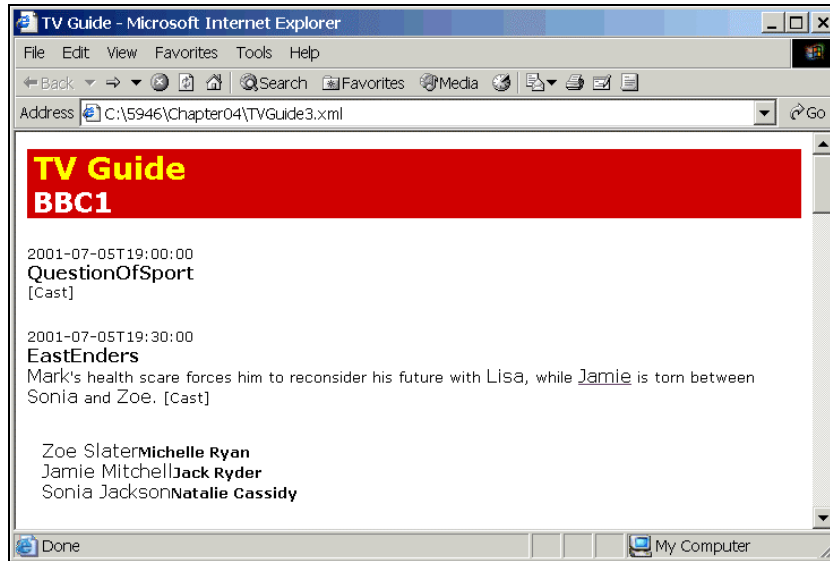 TV Guide - Microsoft Internet Explorer
File Edit View Favorites Tools Help
Back Search Favorites Media
Address C:\5946\Chapter04\TVGuide3.xml Go
TV Guide
BBC1
2001-07-05T19:00:00
QuestionOfSport
[Cast]
2001-07-05T19:30:00
EastEnders
Mark's health scare forces him to reconsider his future with Lisa, while Jamie is torn between
Sonia and Zoe. [Cast]
Zoe SlaterMichelle Ryan
Jamie MitchellJack Ryder
Sonia JacksonNatalie Cassidy
Done My Computer